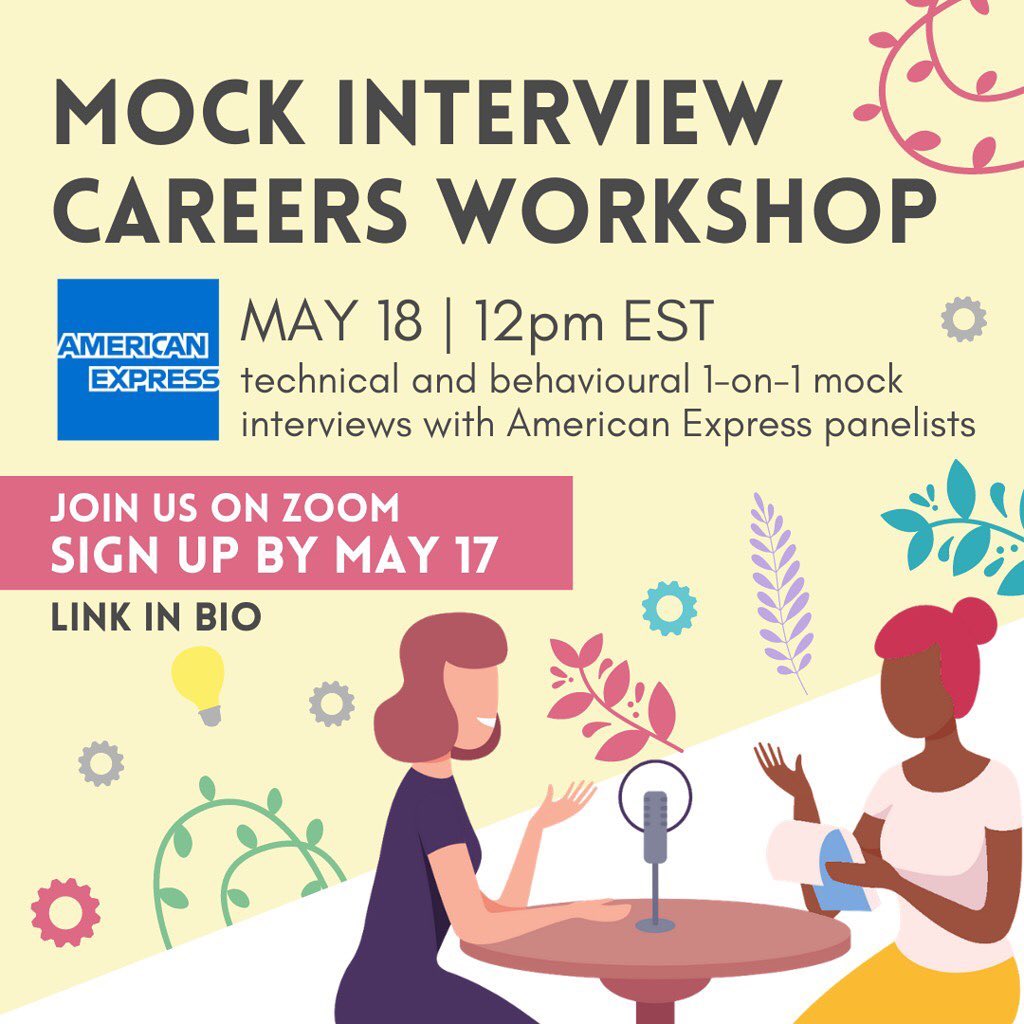 MOCK INTERVIEW
CAREERS WORKSHOP
AMERICAN
EXPRESS
MAY 18 | 12pm EST
technical and behavioural 1-on-1 mock
interviews with American Express panelists
JOIN US ON ZOOM
SIGN UP BY MAY 17
LINK IN BIO